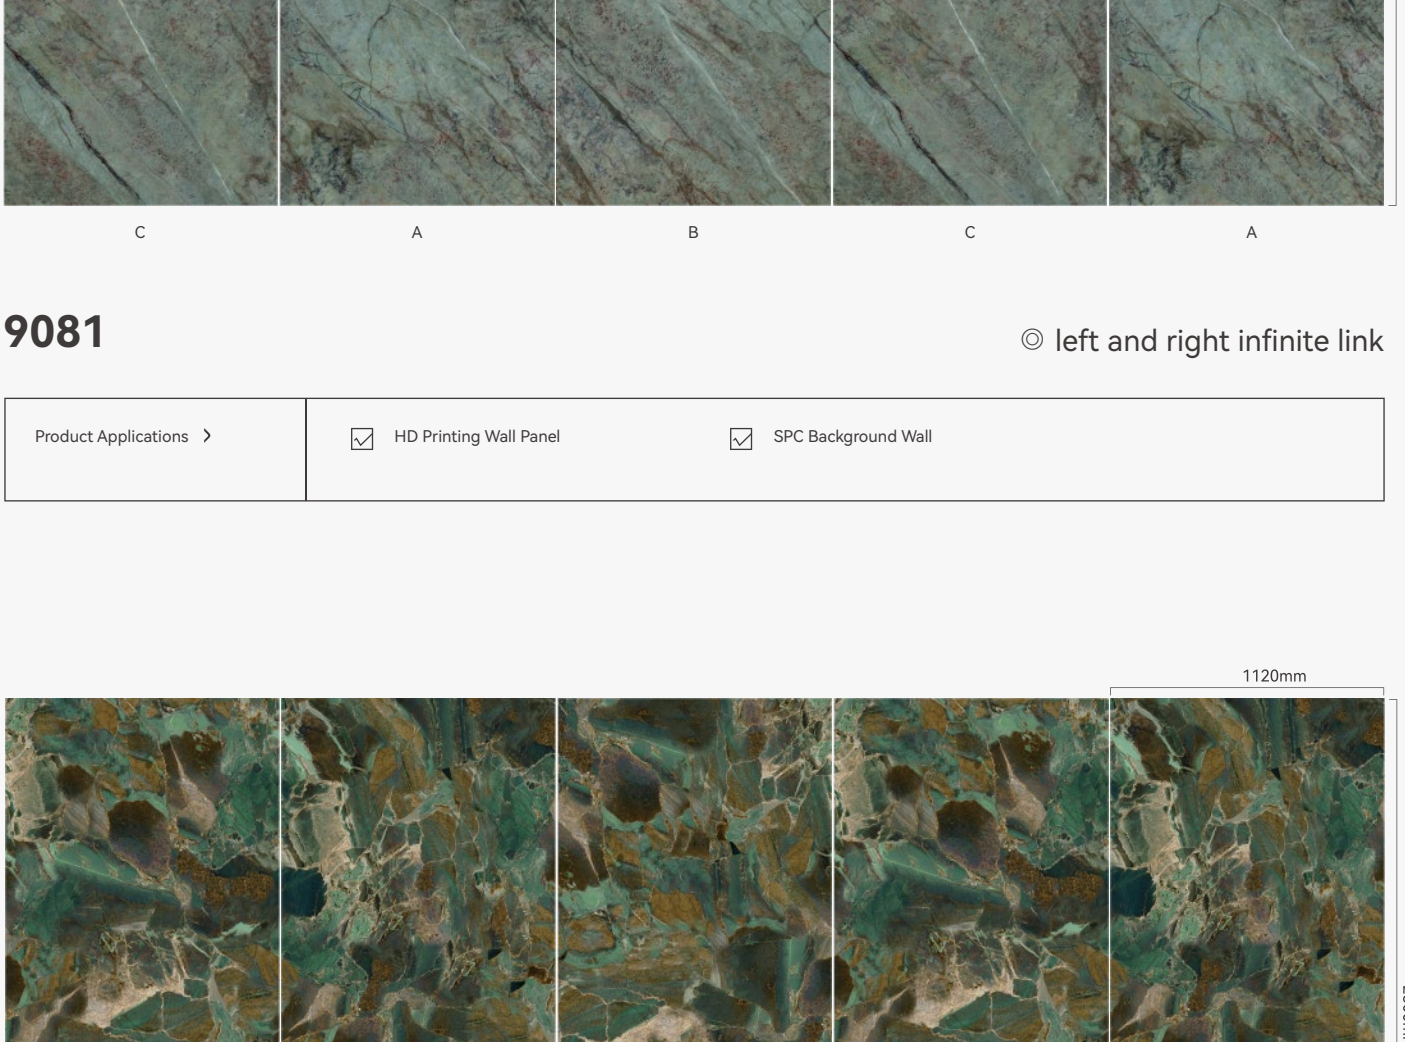 C A B C A
9081
left and right infinite link
Product Applications
HD Printing Wall Panel
SPC Background Wall
1120mm